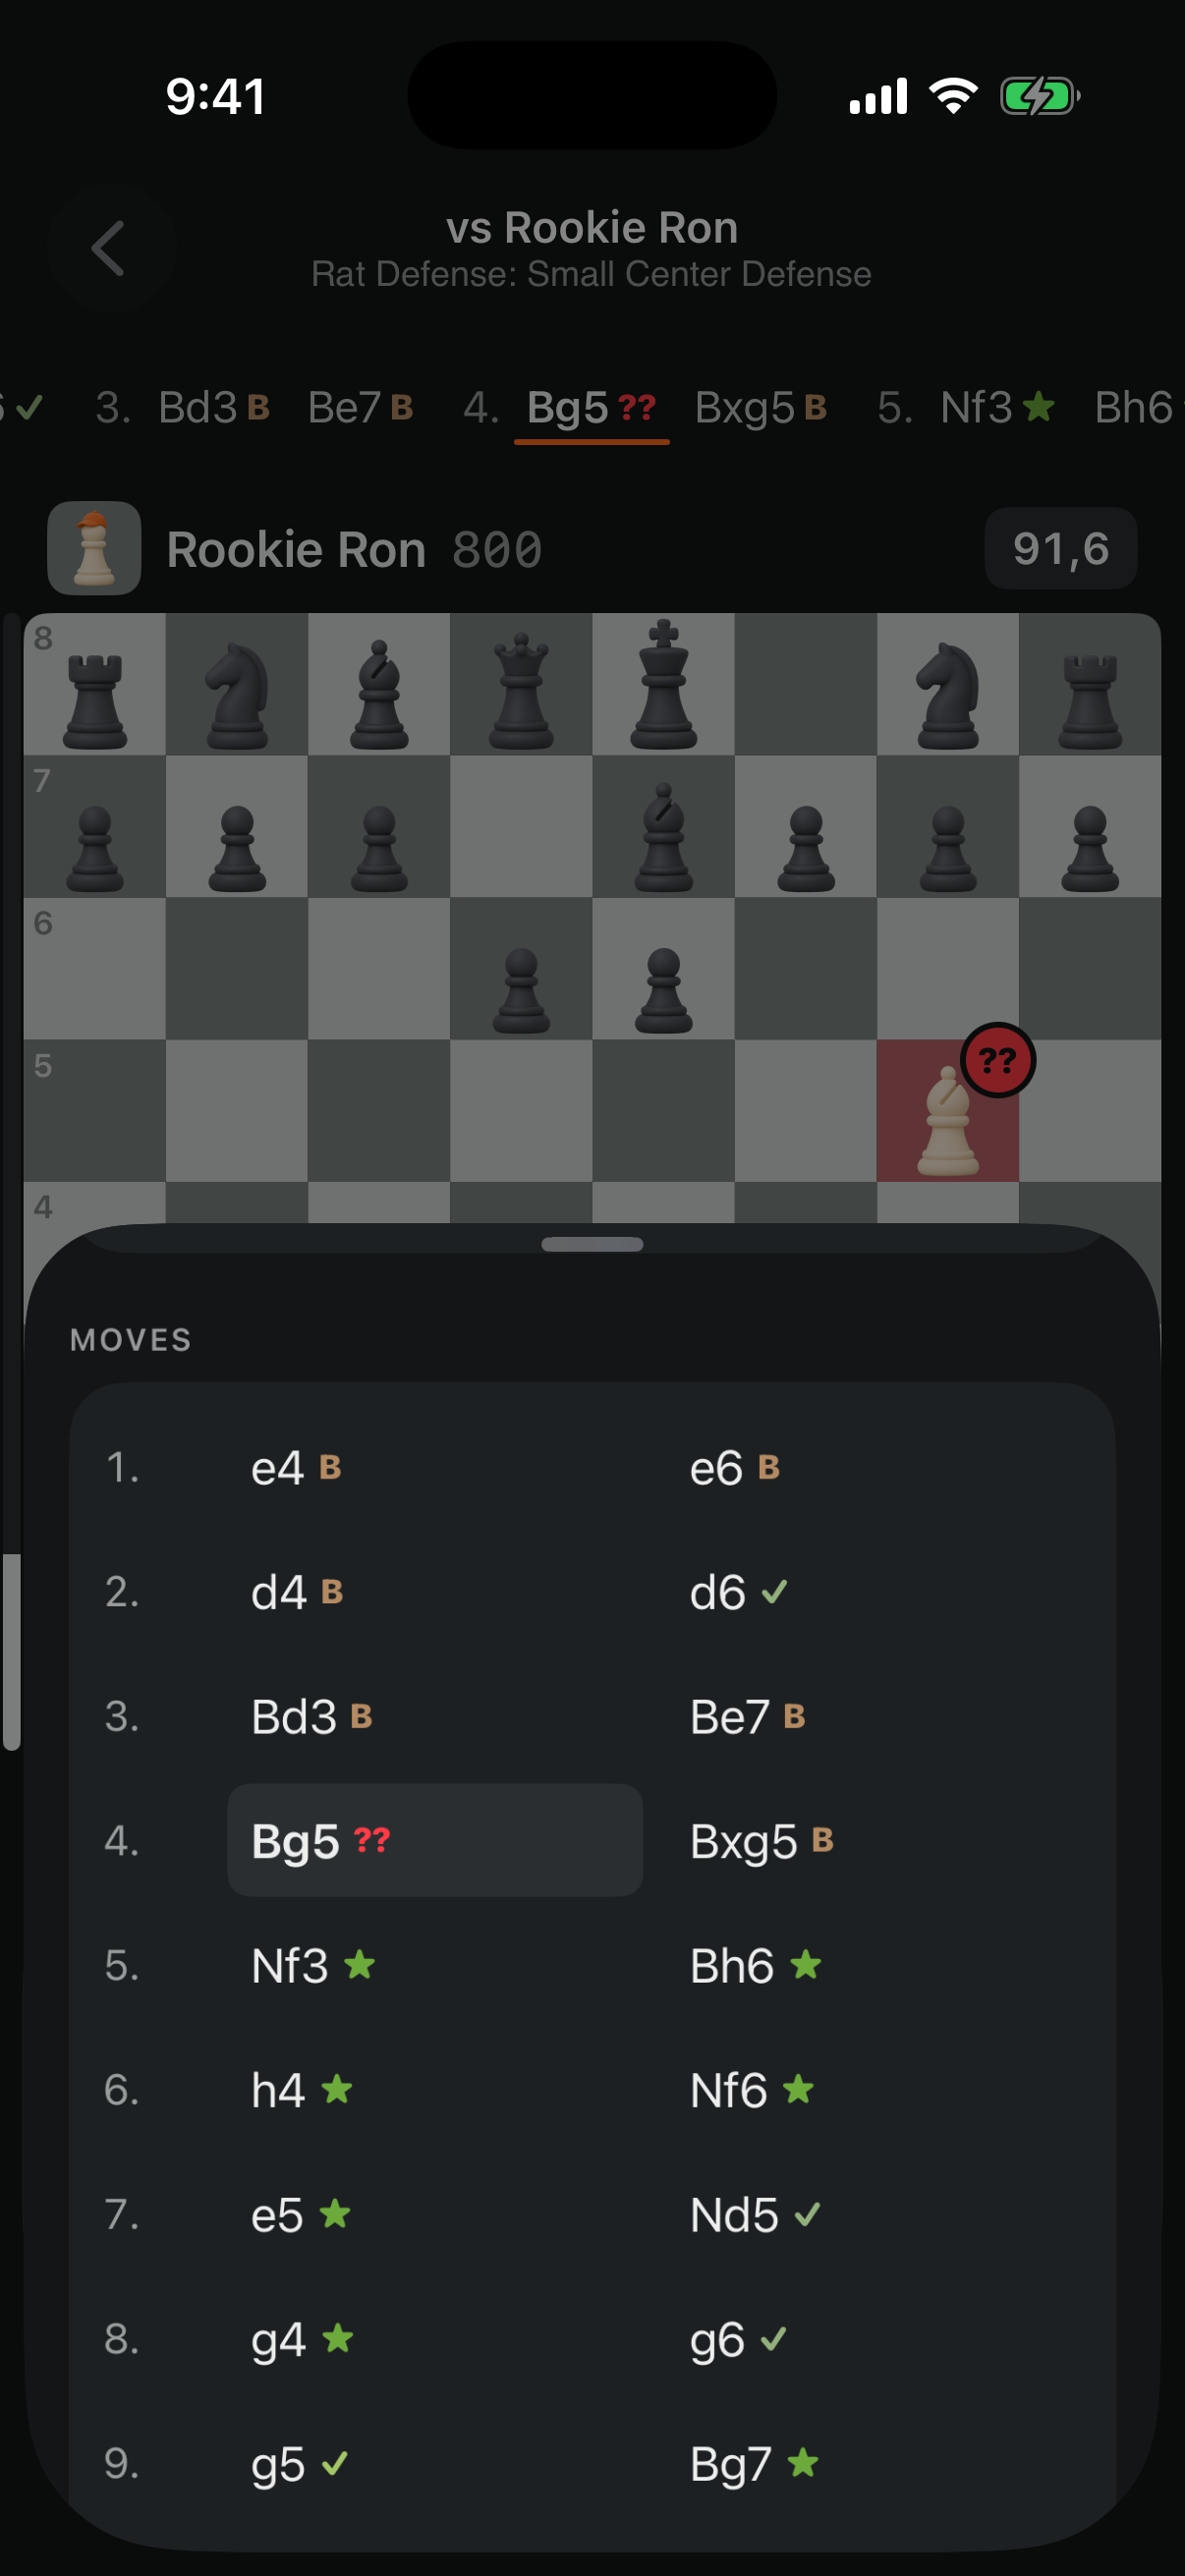 9:41
vs Rookie Ron
Rat Defense: Small Center Defense
3. Bd3 B Be7 B 4. Bg5 ?? Bxg5 B 5. Nf3 Bh6
Rookie Ron 800 91,6
8
7
6
??
5
4
MOVES
1. e4 B e6 B
2. d4 B d6
3. Bd3 B Be7 B
4. Bg5 ?? Bxg5 B
5. Nf3 Bh6
6. h4 Nf6
7. e5 Nd5
8. g4 g6
9. g5 Bg7